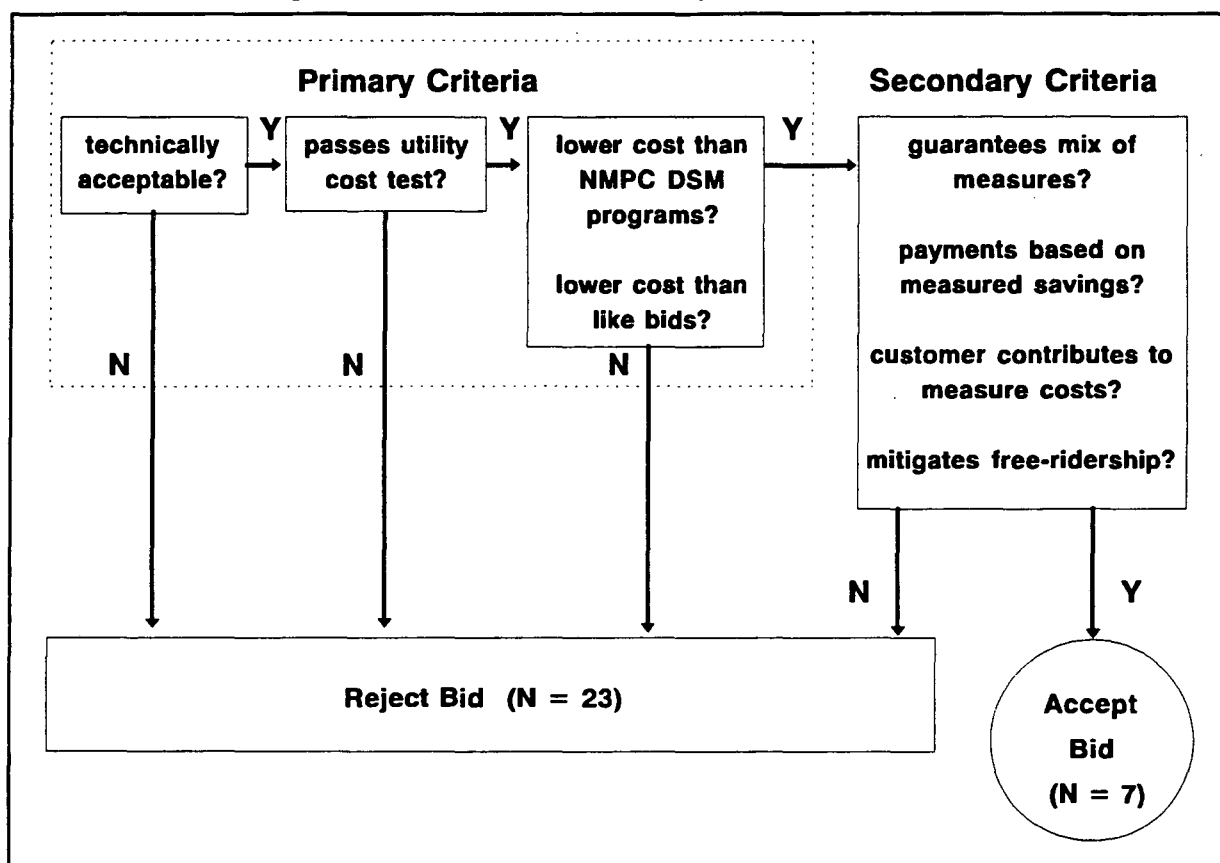 Primary Criteria
Secondary Criteria
technically
acceptable?
Y
passes utility
cost test?
Y
lower cost than
NMPC DSM
programs?
lower cost than
like bids?
Y
guarantees mix of
measures?
payments based on
measured savings?
customer contributes to
measure costs?
mitigates free-ridership?
N
N
N
N
Y
Reject Bid (N = 23)
Accept
Bid
(N = 7)